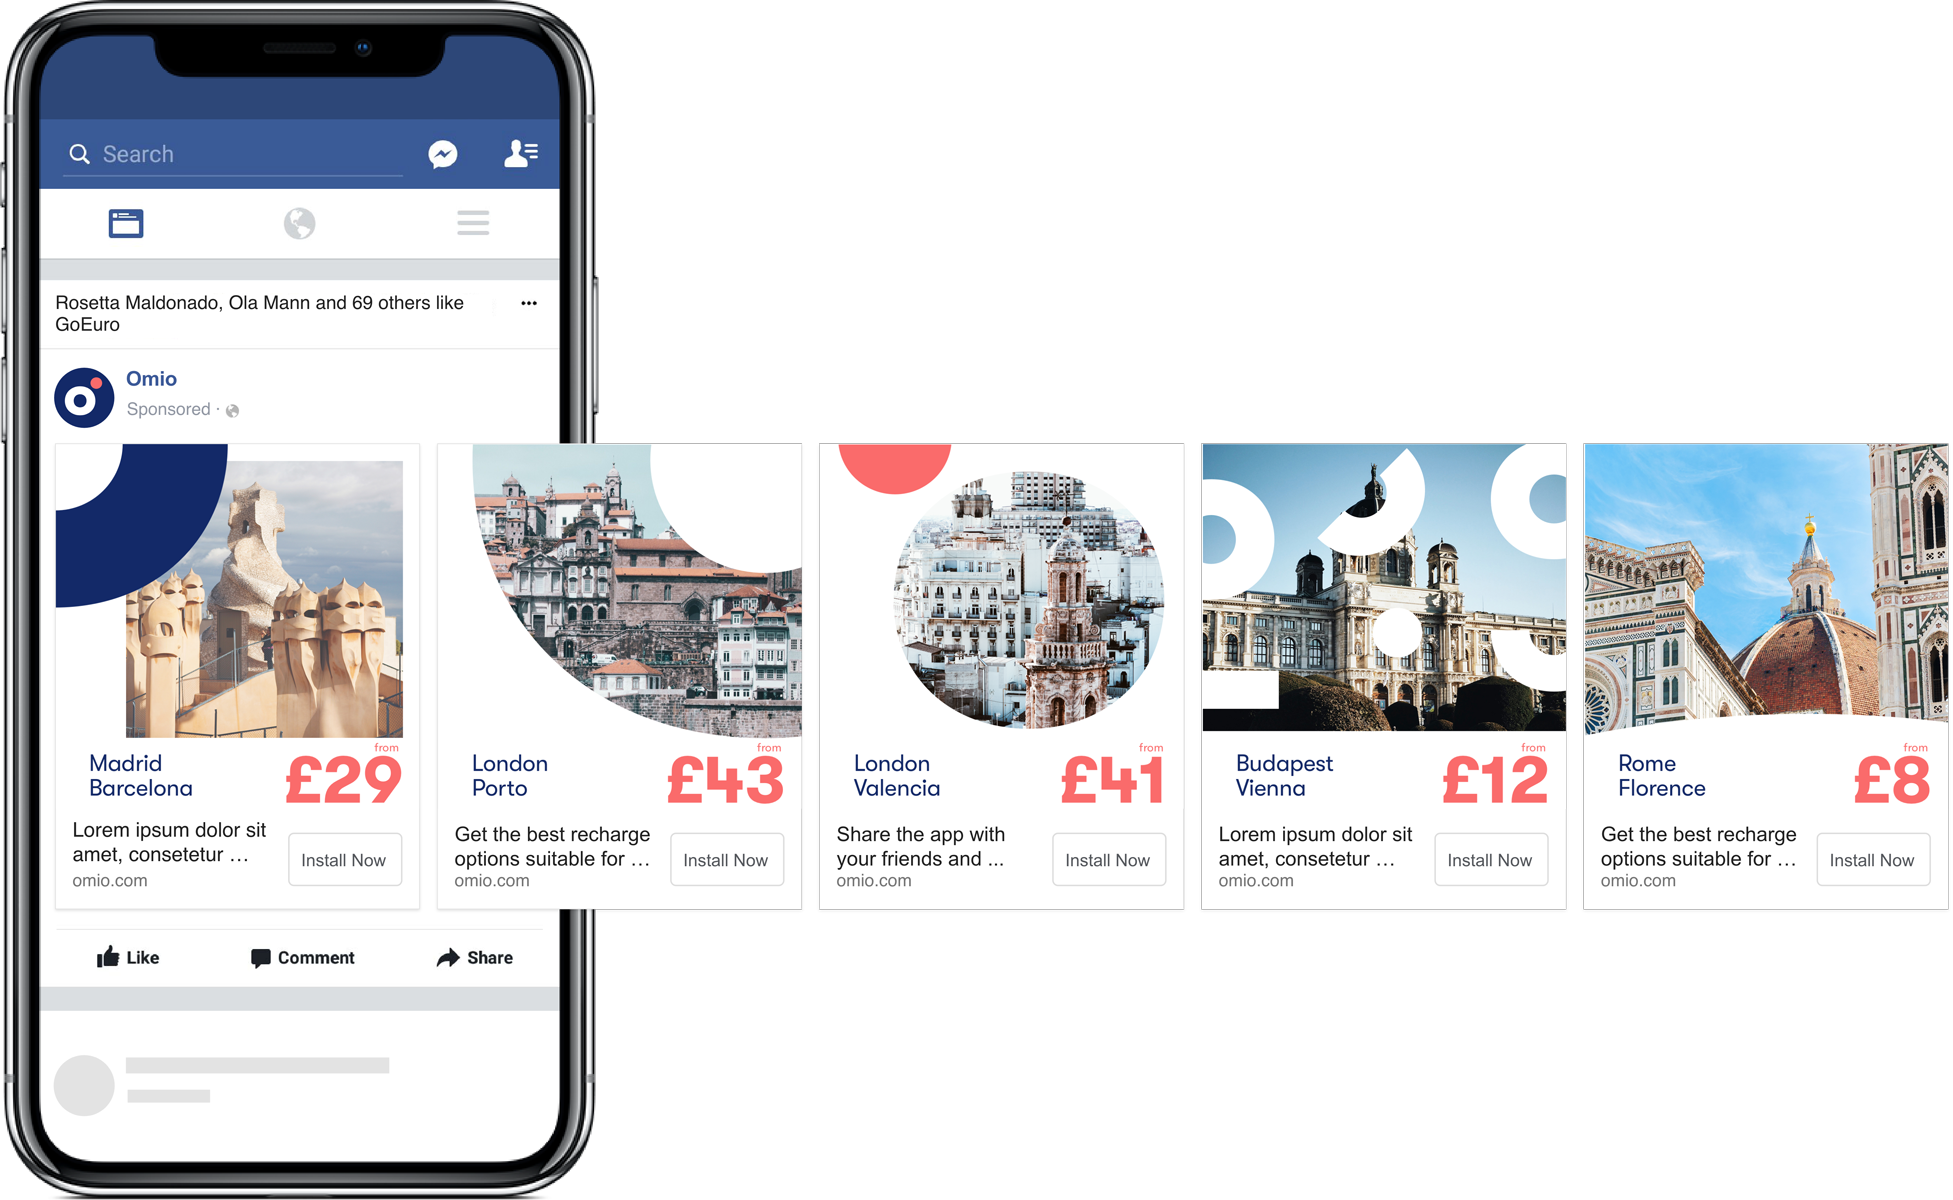 Search
Rosetta Maldonado, Ola Mann and 69 others like
GoEuro
Omio
Sponsored ·
from
Madrid
Barcelona
£29
Lorem ipsum dolor sit
amet, consetetur …
omio.com
Install Now
from
London
Porto
£43
Get the best recharge
options suitable for …
omio.com
Install Now
from
London
Valencia
£41
Share the app with
your friends and ...
omio.com
Install Now
from
Budapest
Vienna
£12
Lorem ipsum dolor sit
amet, consetetur …
omio.com
Install Now
from
Rome
Florence
£8
Get the best recharge
options suitable for …
omio.com
Install Now
Like
Comment
Share